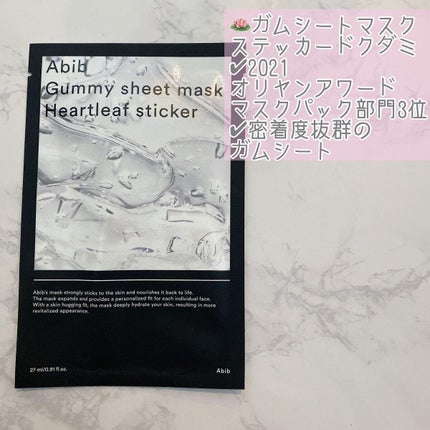 🪷ガムシートマスク
ステッカードクダミ
✔2021
オリヤンアワード
マスクパック部門3位
✔密着度抜群の
ガムシート
Abib
Gummy sheet mask
Heartleaf sticker
Abib's mask strongly sticks to the skin and nourishes it back to life.
The mask expands and provides a personalized fit for each individual face.
With a skin hugging fit, the mask deeply hydrate your skin, resulting in more
revitalized appearance.
27 ml/0.91 fl.oz.
Abib